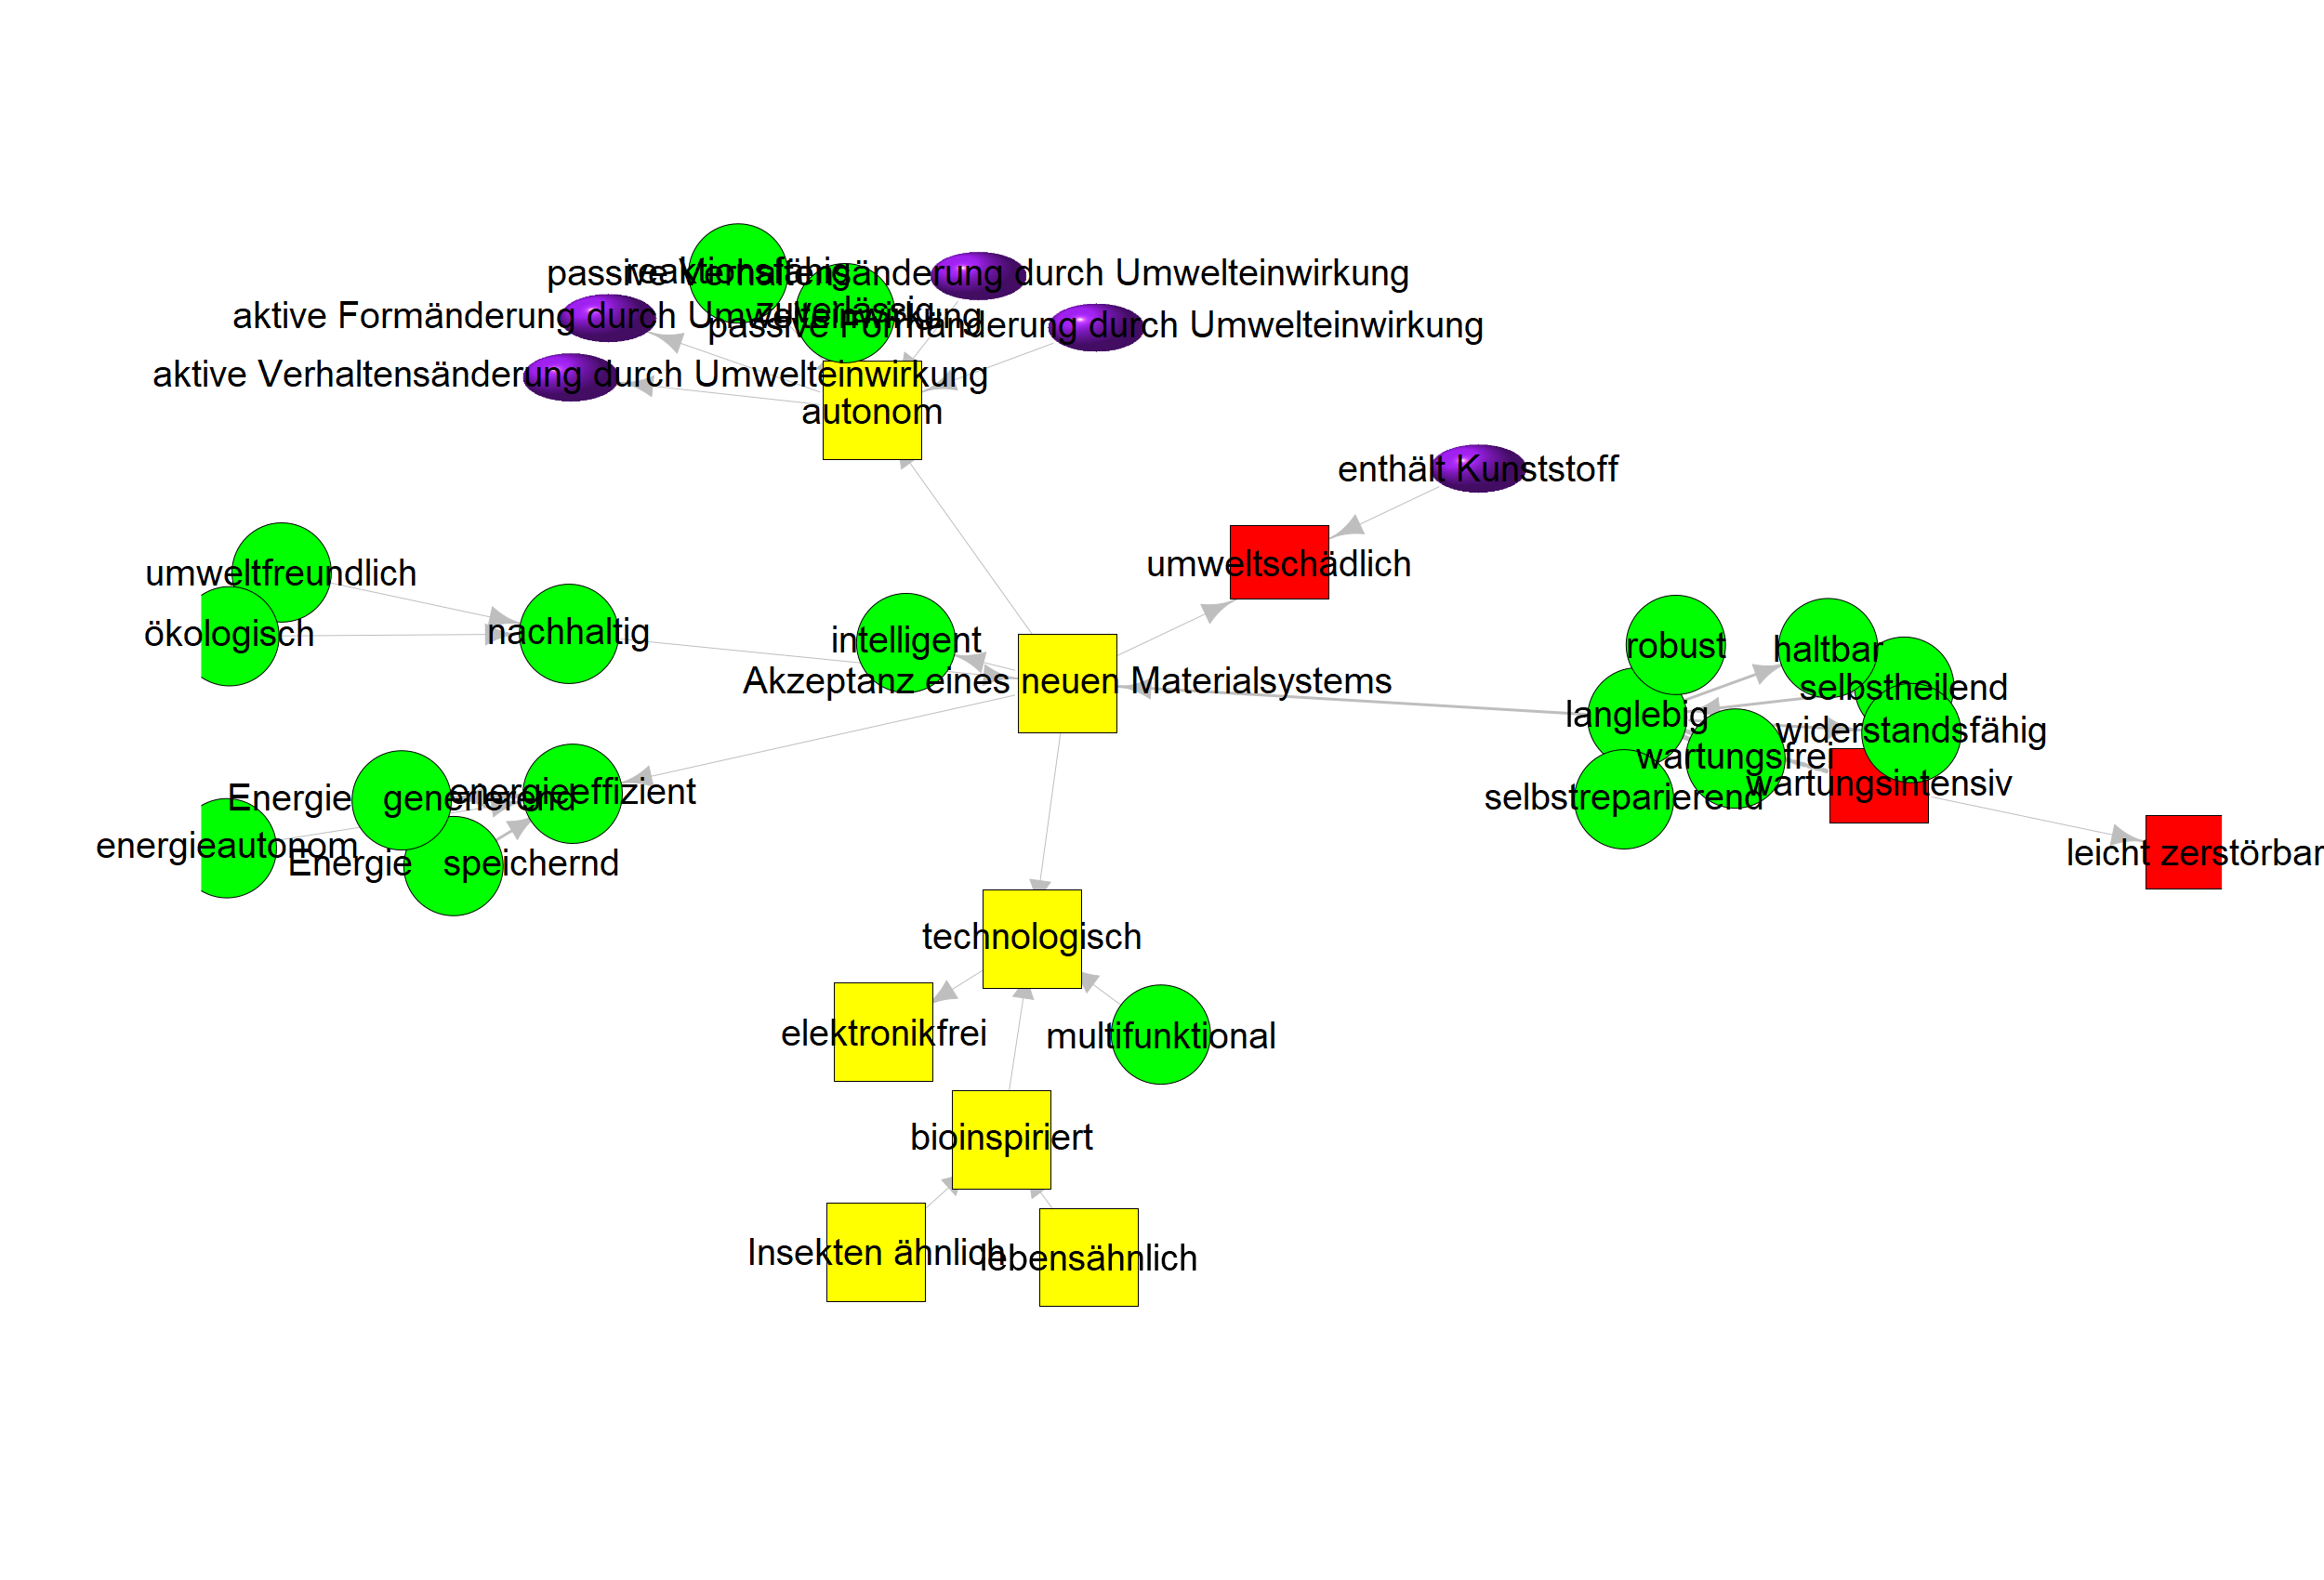 reaktionsfähig
passive Verhaltensänderung durch Umwelteinwirkung
zuverlässig
aktive Formänderung durch Umwelteinwirkung
passive Formänderung durch Umwelteinwirkung
aktive Verhaltensänderung durch Umwelteinwirkung
autonom
enthält Kunststoff
umweltschädlich
umweltfreundlich
ökologisch
nachhaltig
intelligent
Akzeptanz eines neuen Materialsystems
robust
haltbar
selbstheilend
langlebig
widerstandsfähig
wartungsfrei
wartungsintensiv
selbstreparierend
leicht zerstörbar
energieeffizient
Energie generierend
energieautonom
Energie speichernd
technologisch
elektronikfrei
multifunktional
bioinspiriert
Insekten ähnlich
lebensähnlich